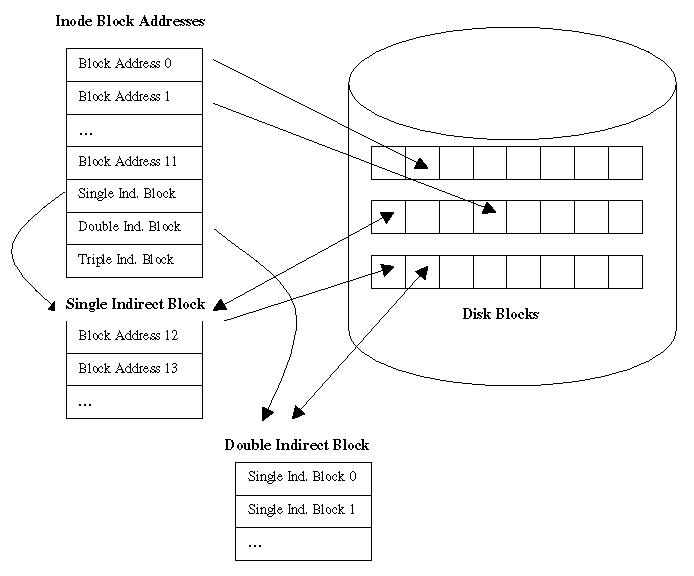 Inode Block Addresses
Block Address 0
Block Address 1
...
Block Address 11
Single Ind. Block
Double Ind. Block
Triple Ind. Block
Single Indirect Block
Block Address 12
Block Address 13
...
Disk Blocks
Double Indirect Block
Single Ind. Block 0
Single Ind. Block 1
...